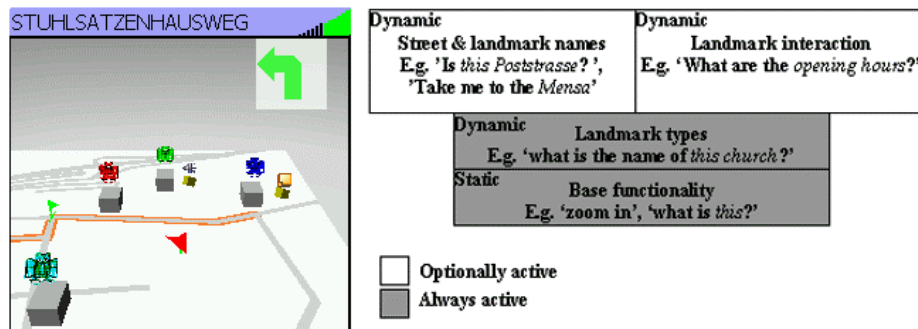 STUHLSATZENHAUSWEG
Dynamic
Street & landmark names
E.g. 'Is this Poststrasse?',
'Take me to the Mensa'
Dynamic
Landmark interaction
E.g. 'What are the opening hours?'
Dynamic
Landmark types
E.g. 'what is the name of this church?'
Static
Base functionality
E.g. 'zoom in', 'what is this?'
Optionally active
Always active